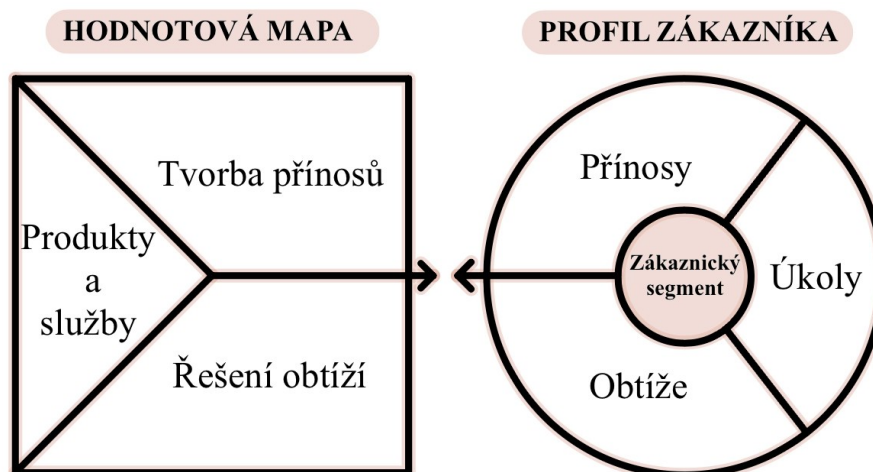 HODNOTOVÁ MAPA
PROFIL ZÁKAZNÍKA
Tvorba přínosů
Produkty
a
služby
Řešení obtíží
Přínosy
Zákaznický
segment
Úkoly
Obtíže